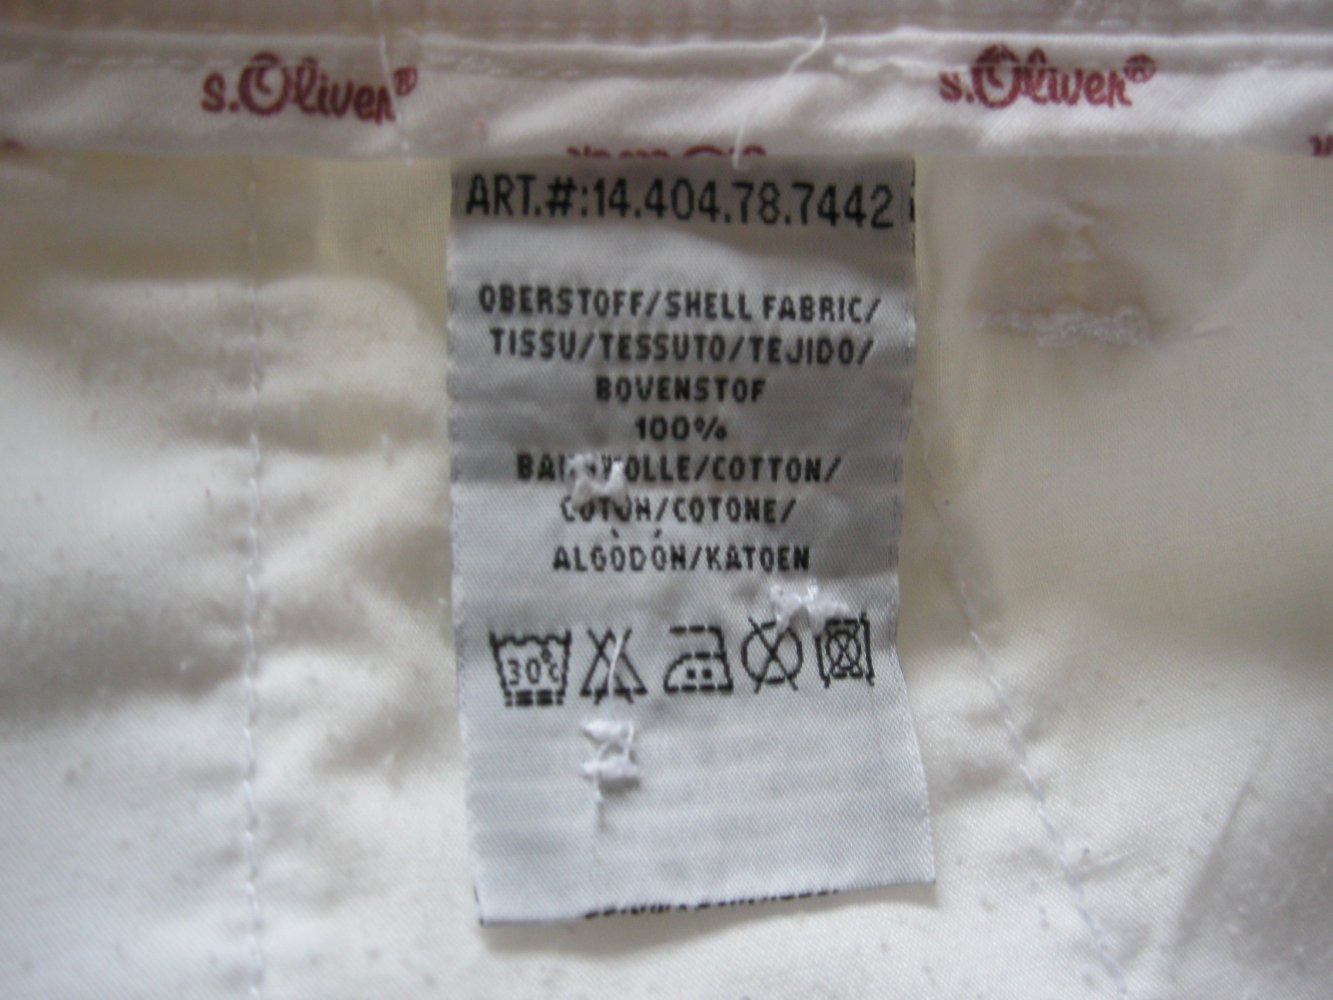 s.Oliver® s.Oliver®
ART.#:14.404.78.7442
OBERSTOFF/SHELL FABRIC/
TISSU/TESSUTO/TEJIDO/
BOVENSTOF
100%
BAUMWOLLE/COTTON/
COTON/COTONE/
ALGÒDÓN/KATOEN
30°C